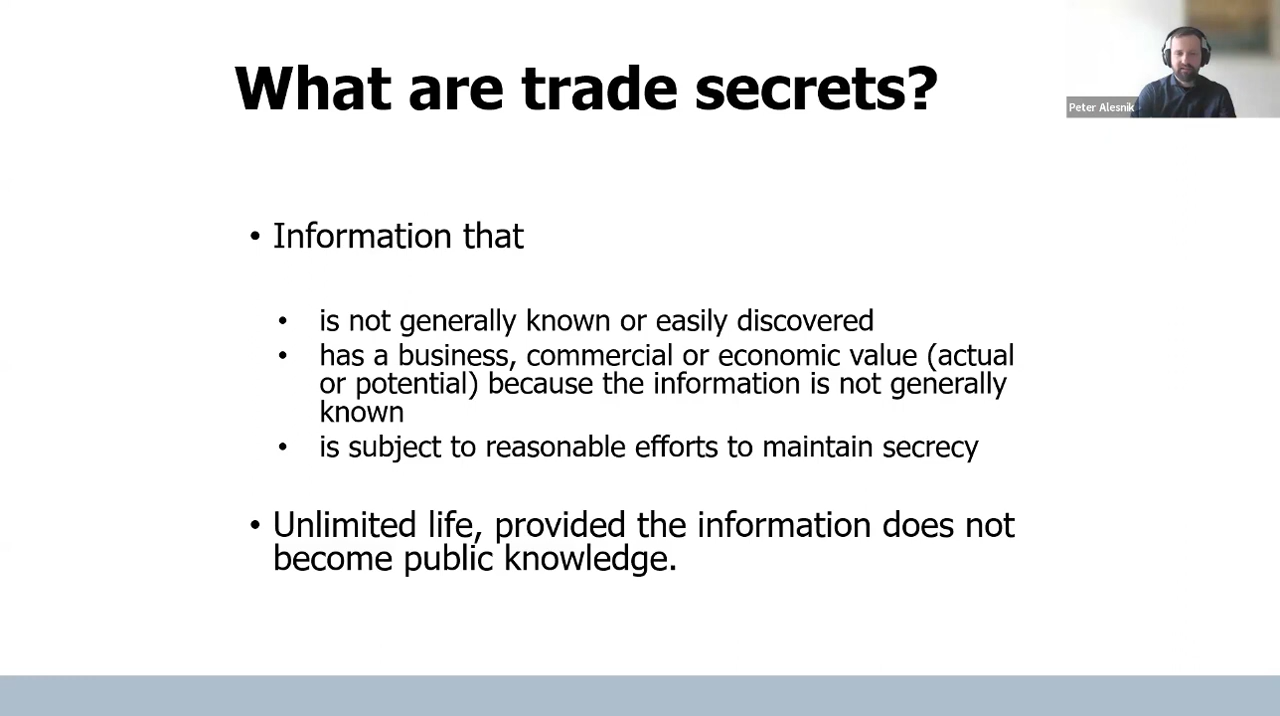 What are trade secrets?
Peter Alesnik
• Information that
• is not generally known or easily discovered
• has a business, commercial or economic value (actual
or potential) because the information is not generally
known
• is subject to reasonable efforts to maintain secrecy
• Unlimited life, provided the information does not
become public knowledge.